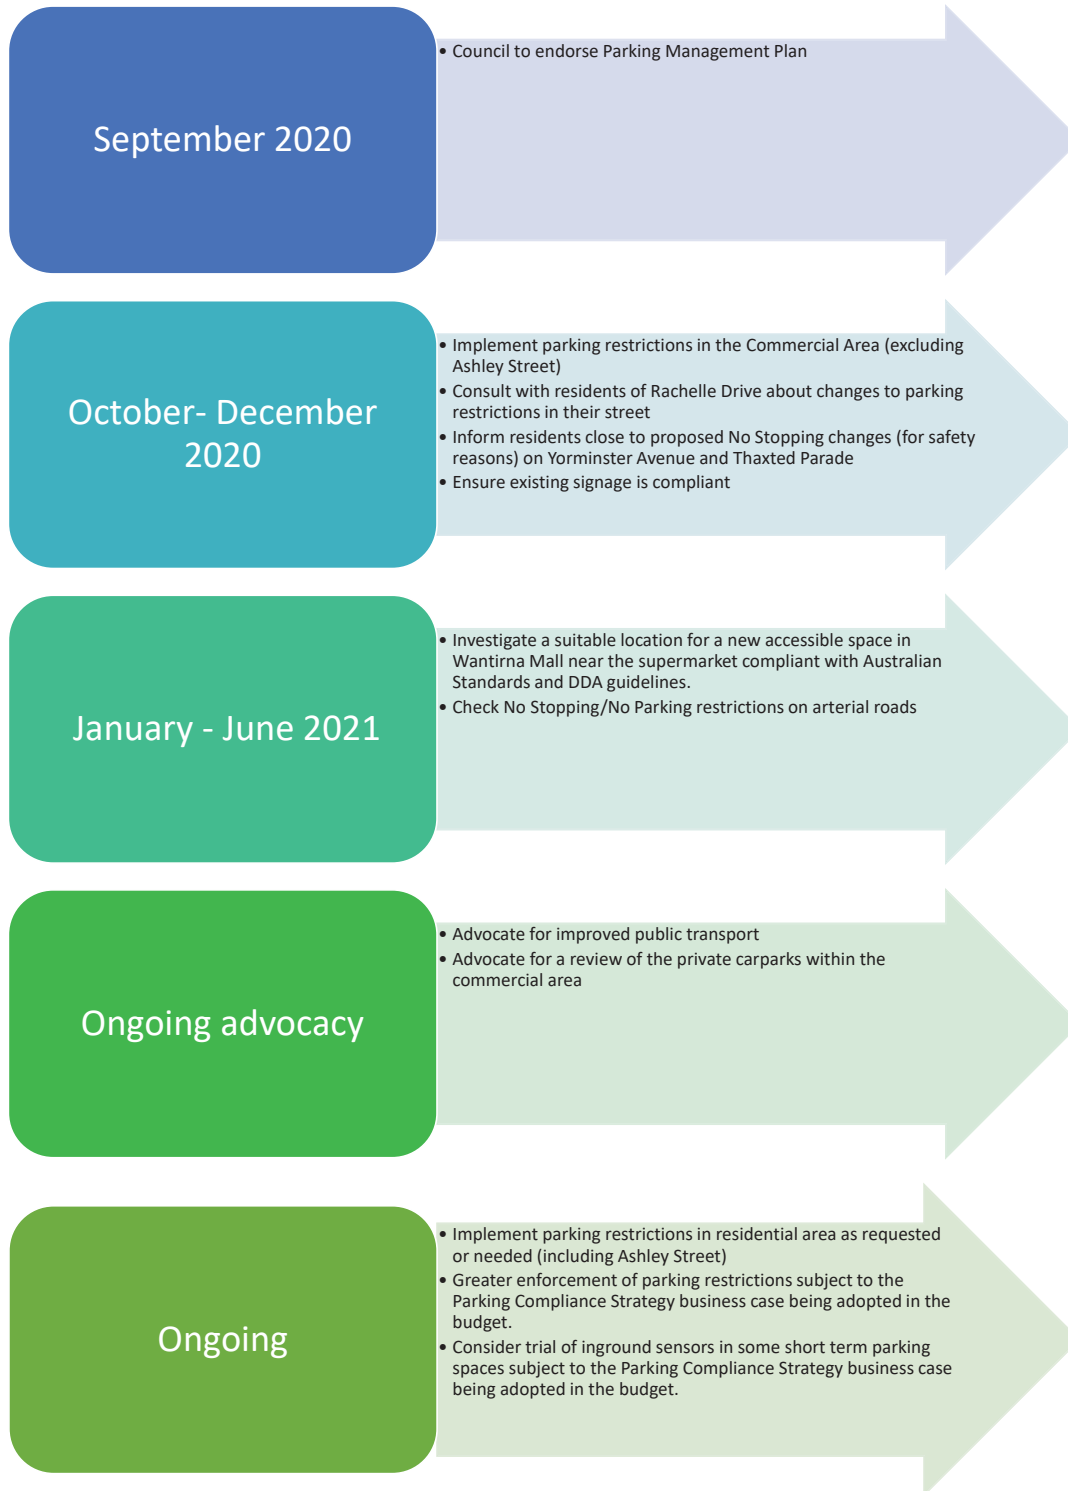 September 2020
• Council to endorse Parking Management Plan
October- December
2020
• Implement parking restrictions in the Commercial Area (excluding
Ashley Street)
• Consult with residents of Rachelle Drive about changes to parking
restrictions in their street
• Inform residents close to proposed No Stopping changes (for safety
reasons) on Yorminster Avenue and Thaxted Parade
• Ensure existing signage is compliant
January - June 2021
• Investigate a suitable location for a new accessible space in
Wantirna Mall near the supermarket compliant with Australian
Standards and DDA guidelines.
• Check No Stopping/No Parking restrictions on arterial roads
Ongoing advocacy
• Advocate for improved public transport
• Advocate for a review of the private carparks within the
commercial area
Ongoing
• Implement parking restrictions in residential area as requested
or needed (including Ashley Street)
• Greater enforcement of parking restrictions subject to the
Parking Compliance Strategy business case being adopted in the
budget.
• Consider trial of inground sensors in some short term parking
spaces subject to the Parking Compliance Strategy business case
being adopted in the budget.